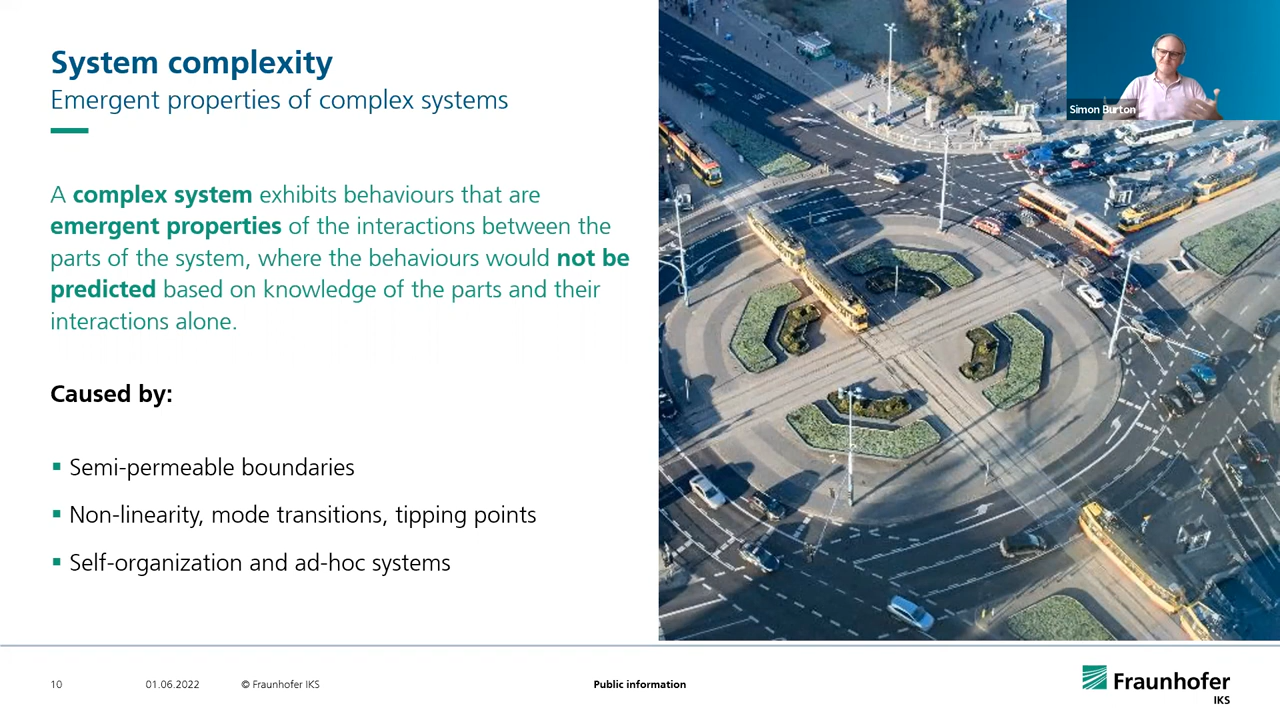 System complexity
Emergent properties of complex systems
A complex system exhibits behaviours that are
emergent properties of the interactions between the
parts of the system, where the behaviours would not be
predicted based on knowledge of the parts and their
interactions alone.
Caused by:
▪ Semi-permeable boundaries
▪ Non-linearity, mode transitions, tipping points
▪ Self-organization and ad-hoc systems
Simon Burton
10
01.06.2022
© Fraunhofer IKS
Public information
Fraunhofer
IKS